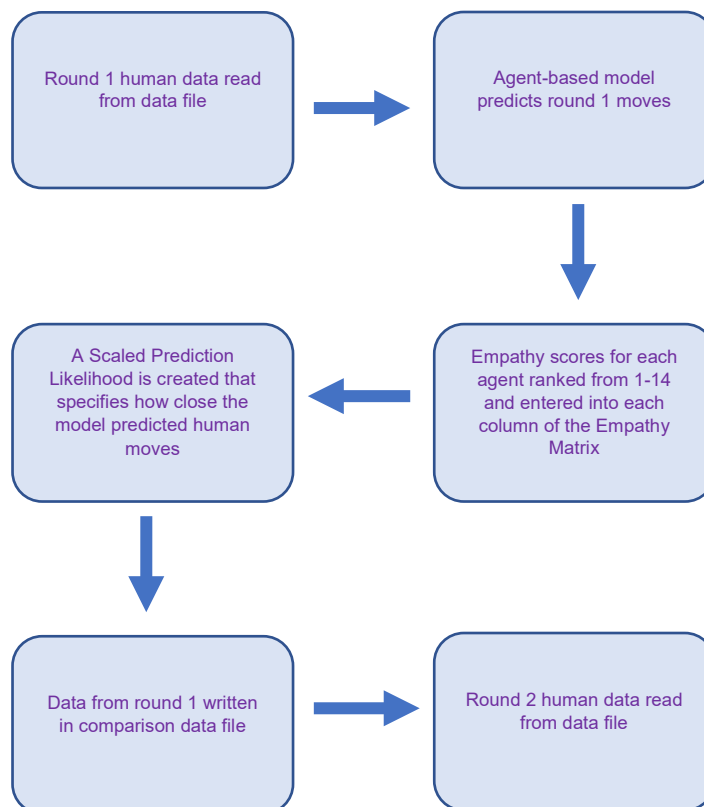 Round 1 human data read
from data file
Agent-based model
predicts round 1 moves
Empathy scores for each
agent ranked from 1-14
and entered into each
column of the Empathy
Matrix
A Scaled Prediction
Likelihood is created that
specifies how close the
model predicted human
moves
Data from round 1 written
in comparison data file
Round 2 human data read
from data file